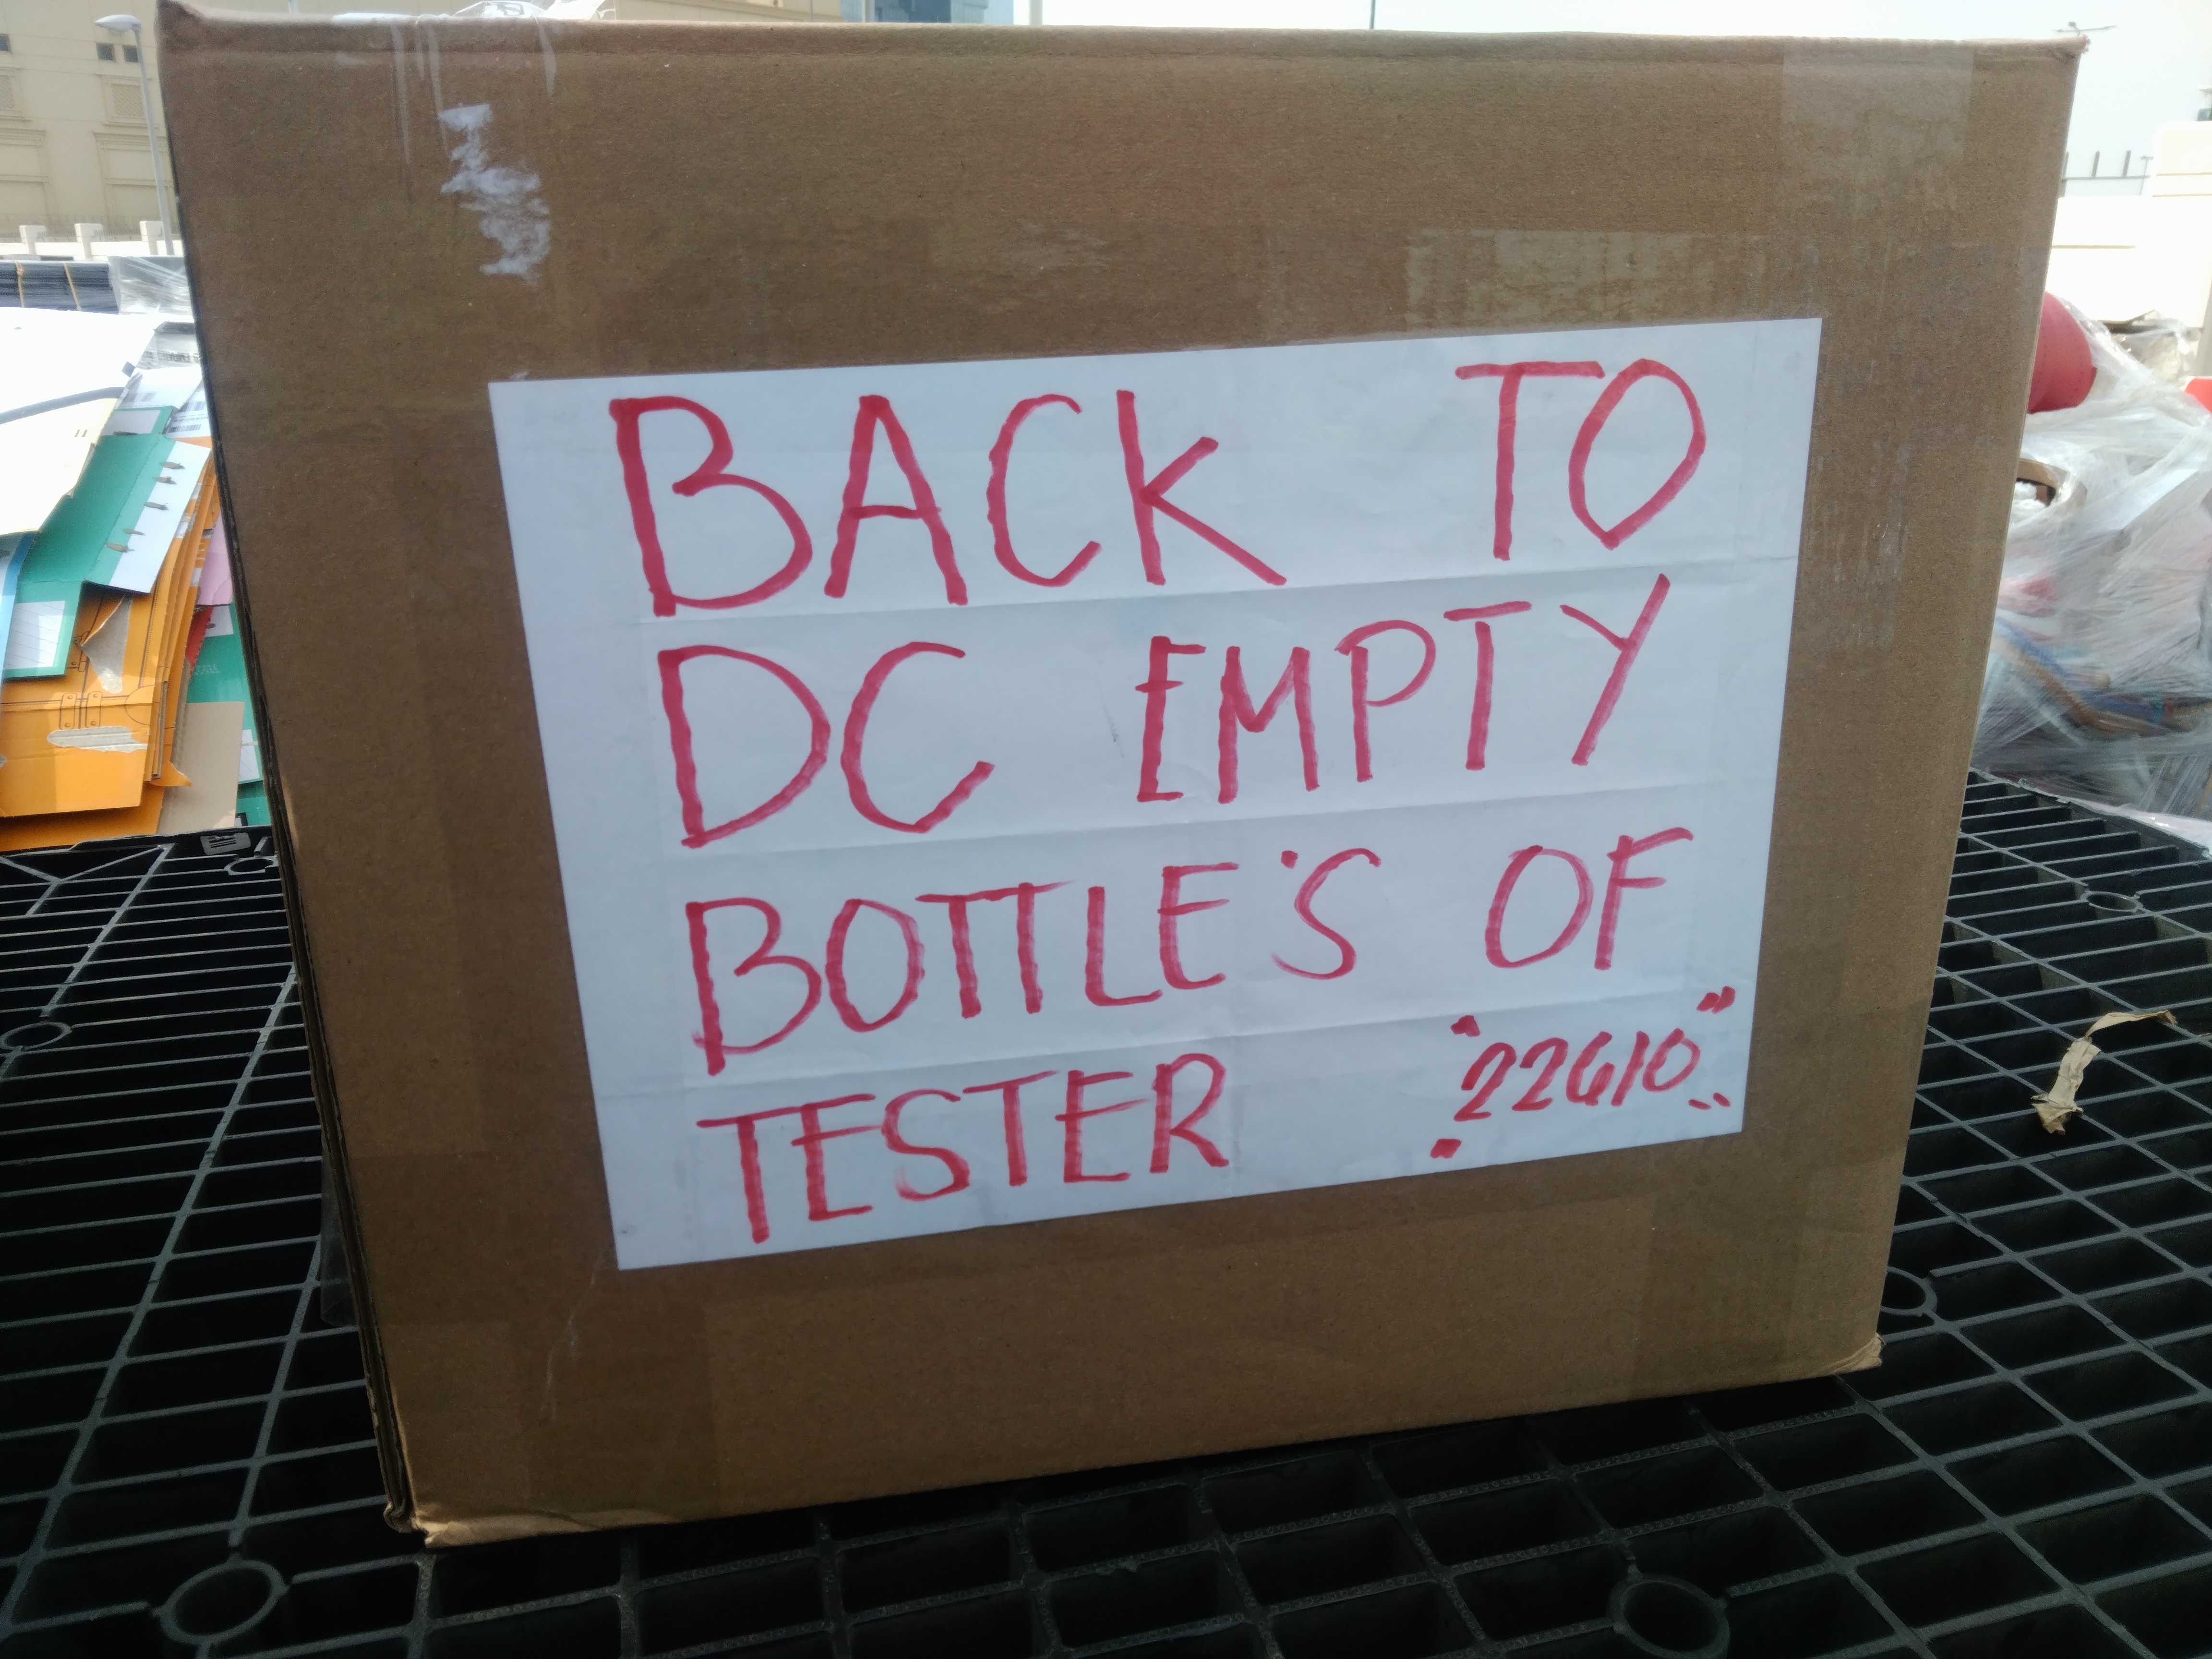 BACK TO
DC EMPTY
BOTTLE'S OF
TESTER "22610"